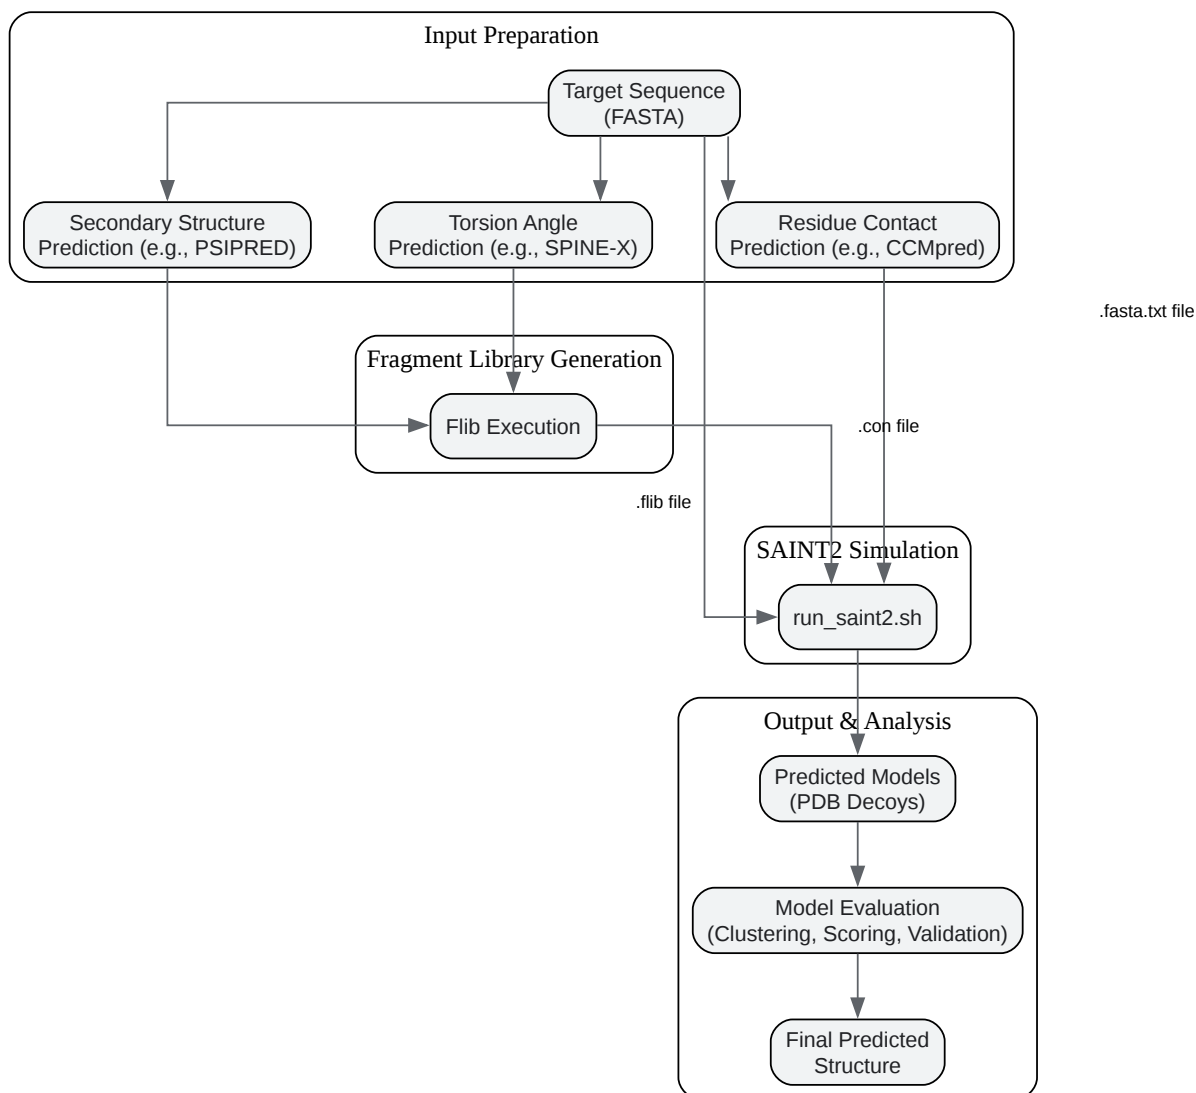 Input Preparation
Target Sequence
(FASTA)
Secondary Structure
Prediction (e.g., PSIPRED)
Torsion Angle
Prediction (e.g., SPINE-X)
Residue Contact
Prediction (e.g., CCMpred)
.fasta.txt file
Fragment Library Generation
Flib Execution
.con file
.flib file
SAINT2 Simulation
run_saint2.sh
Output & Analysis
Predicted Models
(PDB Decoys)
Model Evaluation
(Clustering, Scoring, Validation)
Final Predicted
Structure